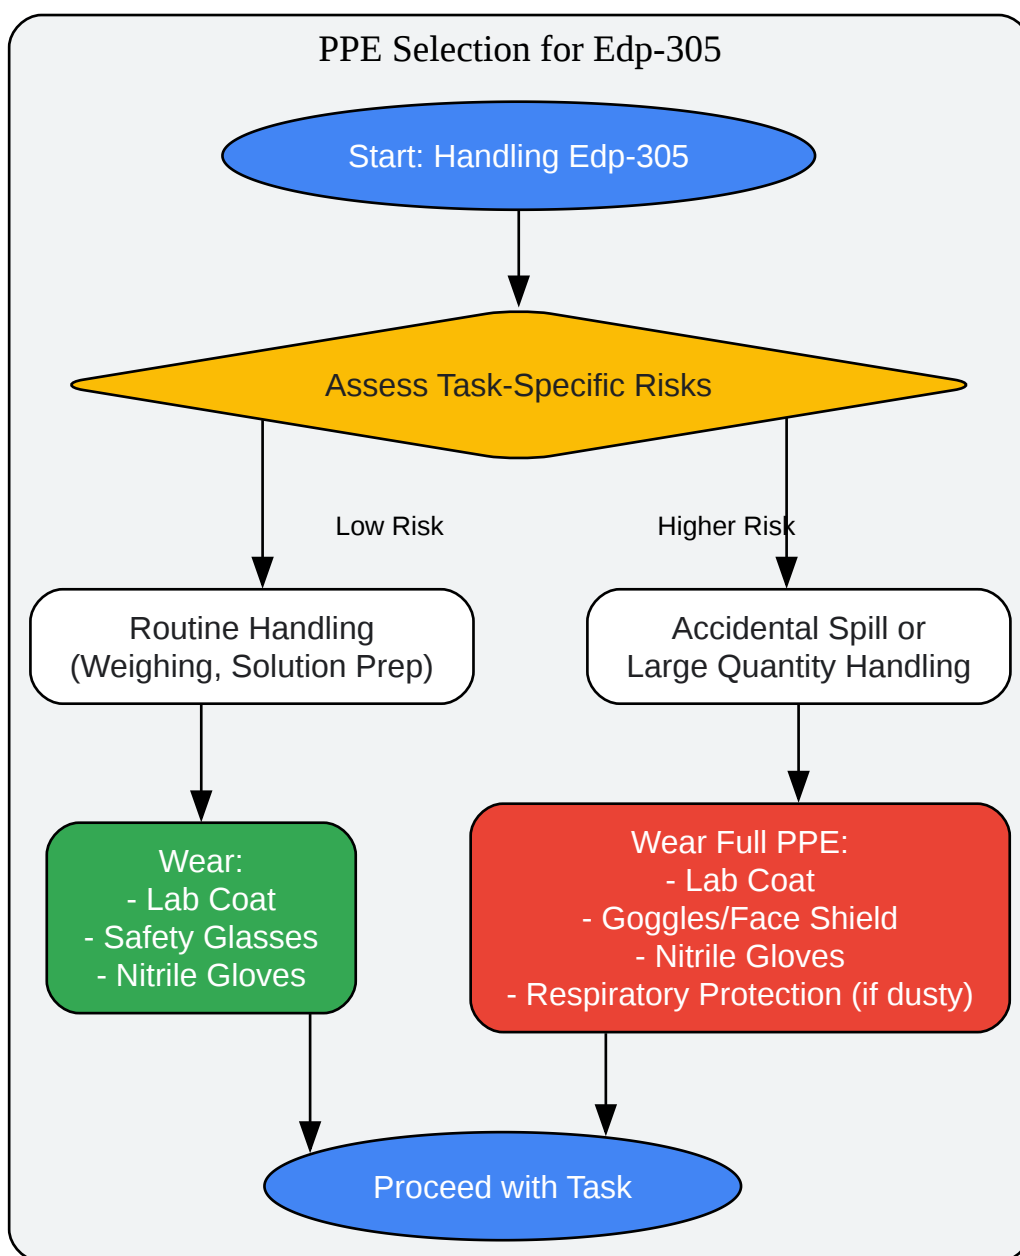 PPE Selection for Edp-305
Start: Handling Edp-305
Assess Task-Specific Risks
Low Risk
Higher Risk
Routine Handling
(Weighing, Solution Prep)
Accidental Spill or
Large Quantity Handling
Wear:
- Lab Coat
- Safety Glasses
- Nitrile Gloves
Wear Full PPE:
- Lab Coat
- Goggles/Face Shield
- Nitrile Gloves
- Respiratory Protection (if dusty)
Proceed with Task